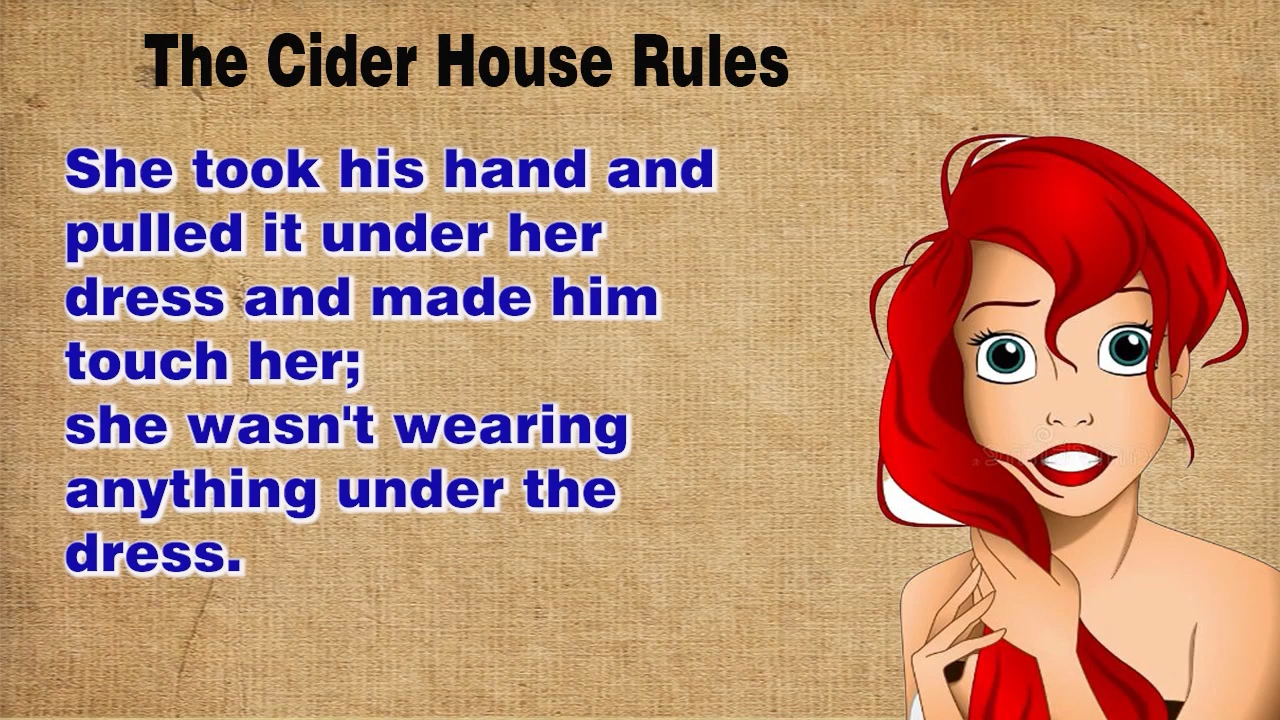 The Cider House Rules
She took his hand and
pulled it under her
dress and made him
touch her;
she wasn't wearing
anything under the
dress.